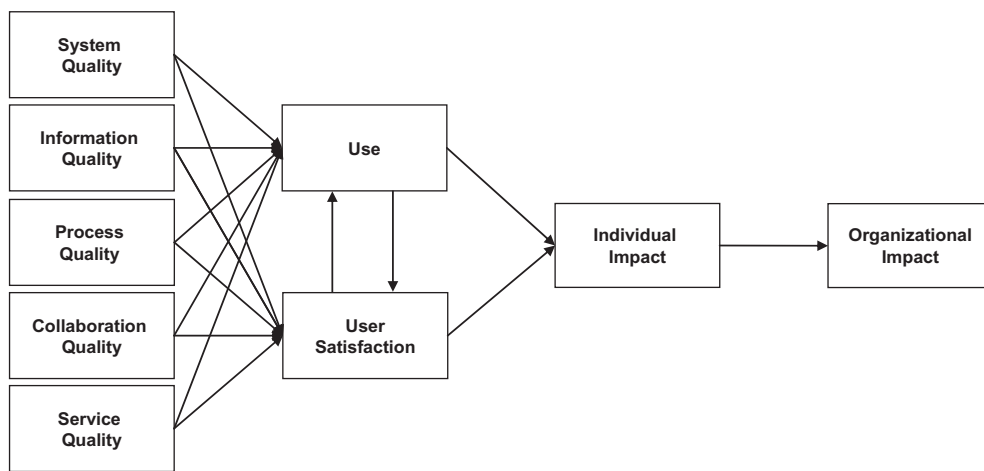 System
Quality
Information
Quality
Process
Quality
Collaboration
Quality
Service
Quality
Use
User
Satisfaction
Individual
Impact
Organizational
Impact